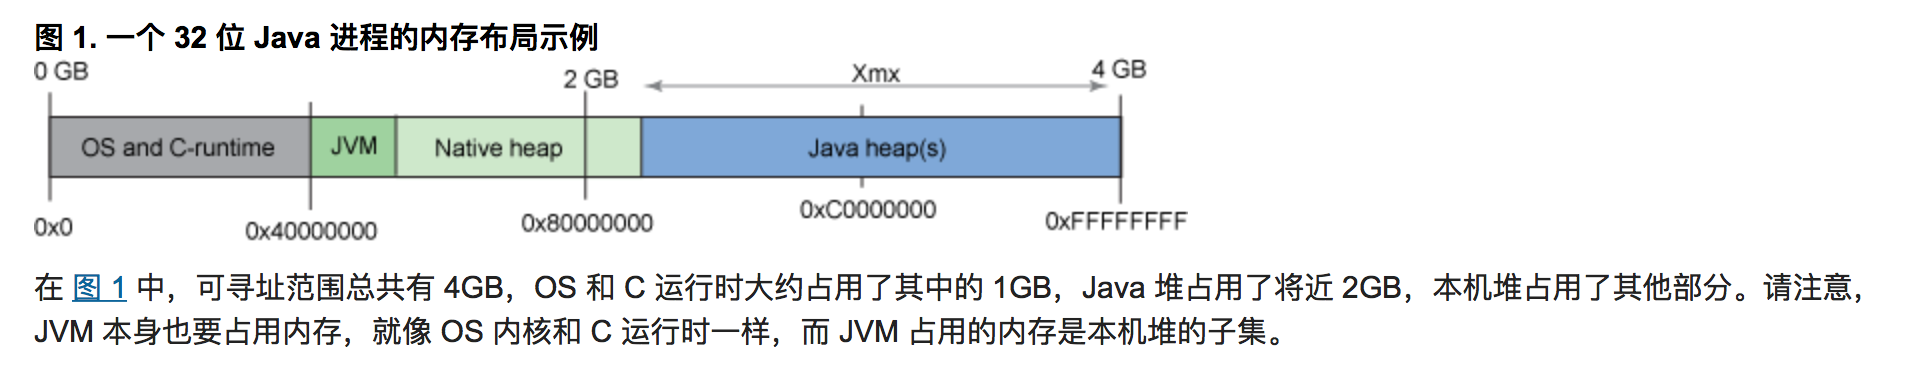 图 1. 一个 32 位 Java 进程的内存布局示例
0 GB
2 GB
Xmx
4 GB
OS and C-runtime
JVM
Native heap
Java heap(s)
0x0
0x40000000
0x80000000
0xC0000000
0xFFFFFFFF
在 图 1 中，可寻址范围总共有 4GB，OS 和 C 运行时大约占用了其中的 1GB，Java 堆占用了将近 2GB，本机堆占用了其他部分。请注意，
JVM 本身也要占用内存，就像 OS 内核和 C 运行时一样，而 JVM 占用的内存是本机堆的子集。